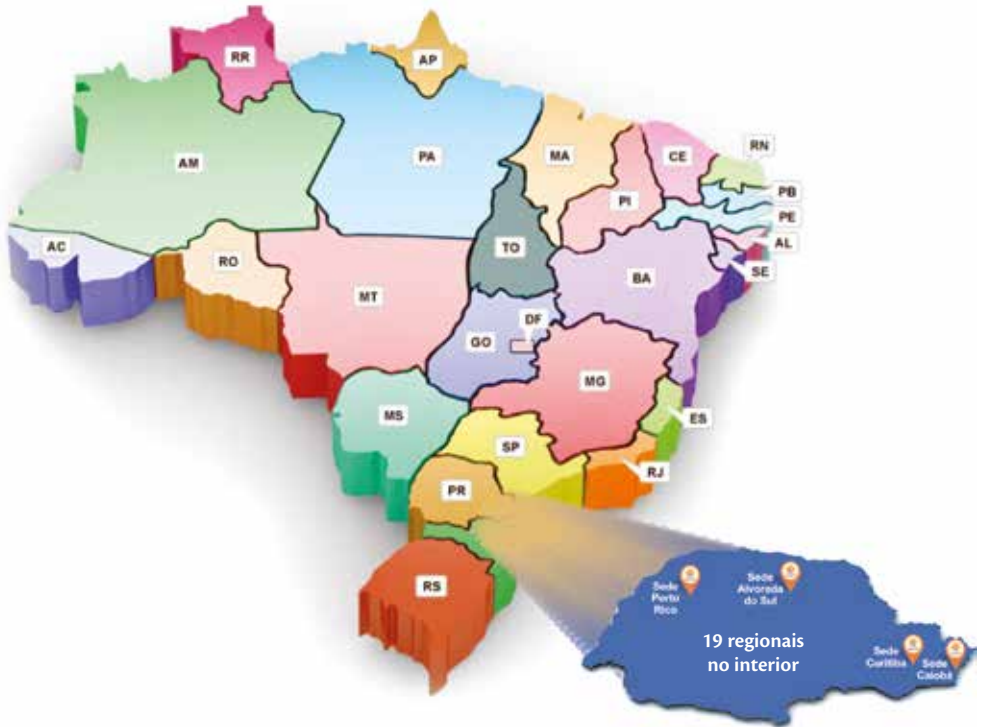 RR
AP
AM
PA
MA
CE
RN
PB
PE
AL
SE
PI
AC
RO
TO
BA
MT
DF
GO
MG
MS
ES
SP
RJ
PR
RS
Sede
Porto
Rico
Sede
Alvorada
do Sul
19 regionais
no interior
Sede
Curitiba
Sede
Caiobá